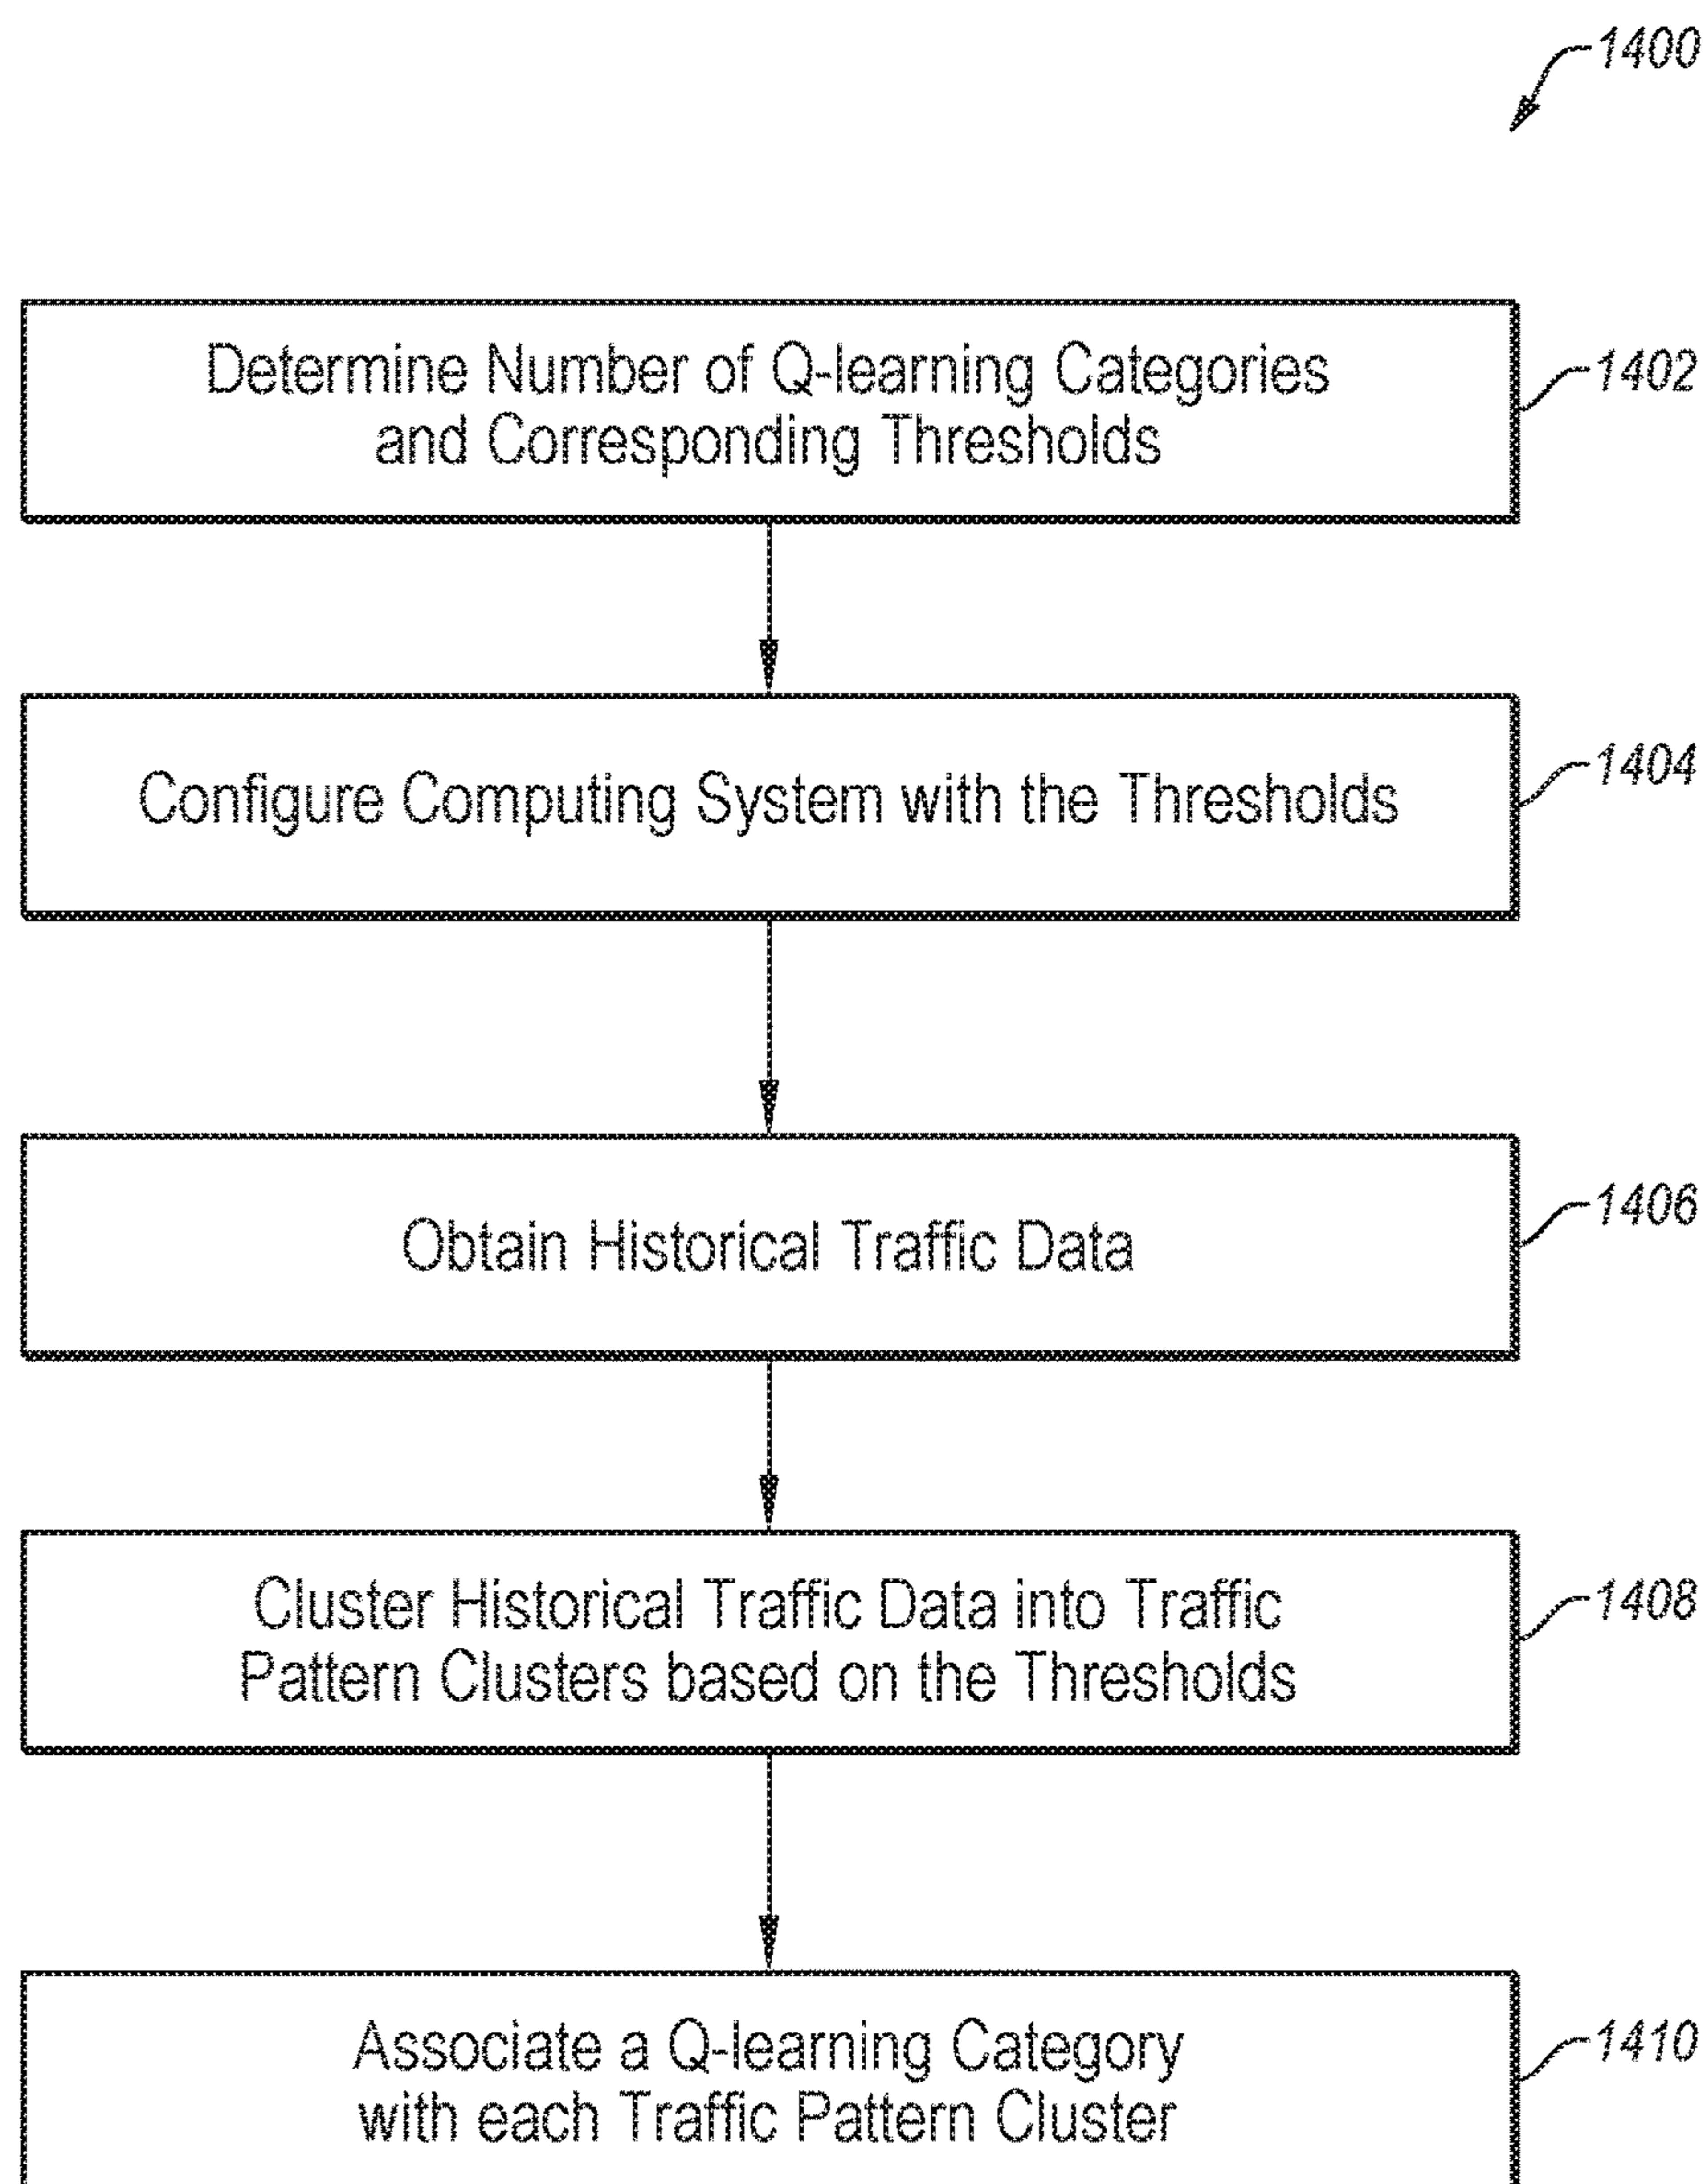 1400
Determine Number of Q-learning Categories
and Corresponding Thresholds
1402
Configure Computing System with the Thresholds
1404
Obtain Historical Traffic Data
1406
Cluster Historical Traffic Data into Traffic
Pattern Clusters based on the Thresholds
1408
Associate a Q-learning Category
with each Traffic Pattern Cluster
1410